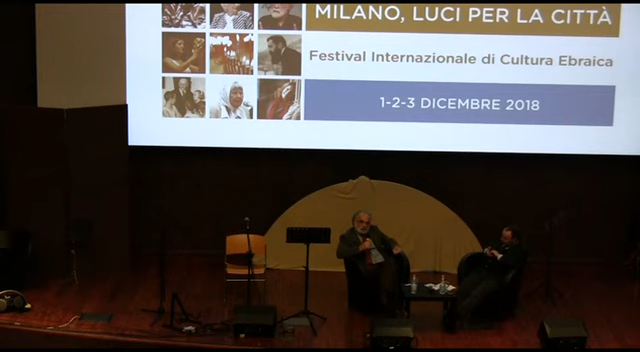 MILANO, LUCI PER LA CITTÀ
Festival Internazionale di Cultura Ebraica
1-2-3 DICEMBRE 2018